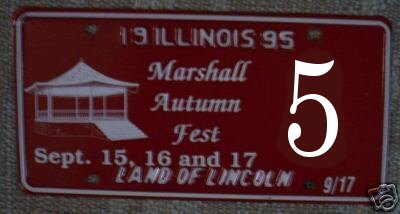 19 ILLINOIS 95
Marshall
Autumn
Fest
5
Sept. 15, 16 and 17
LAND OF LINCOLN
9/17